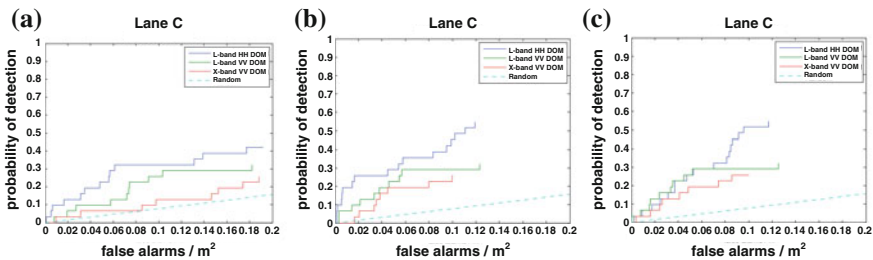 (a)
Lane C
probability of detection
1
0.9
0.8
0.7
0.6
0.5
0.4
0.3
0.2
0.1
0
L-band HH DOM
L-band VV DOM
X-band VV DOM
Random
0 0.02 0.04 0.06 0.08 0.1 0.12 0.14 0.16 0.18 0.2
false alarms / m²
(b)
Lane C
probability of detection
1
0.9
0.8
0.7
0.6
0.5
0.4
0.3
0.2
0.1
0
L-band HH DOM
L-band VV DOM
X-band VV DOM
Random
0 0.02 0.04 0.06 0.08 0.1 0.12 0.14 0.16 0.18 0.2
false alarms / m²
(c)
Lane C
probability of detection
1
0.9
0.8
0.7
0.6
0.5
0.4
0.3
0.2
0.1
0
L-band HH DOM
L-band VV DOM
X-band VV DOM
Random
0 0.02 0.04 0.06 0.08 0.1 0.12 0.14 0.16 0.18 0.2
false alarms / m²